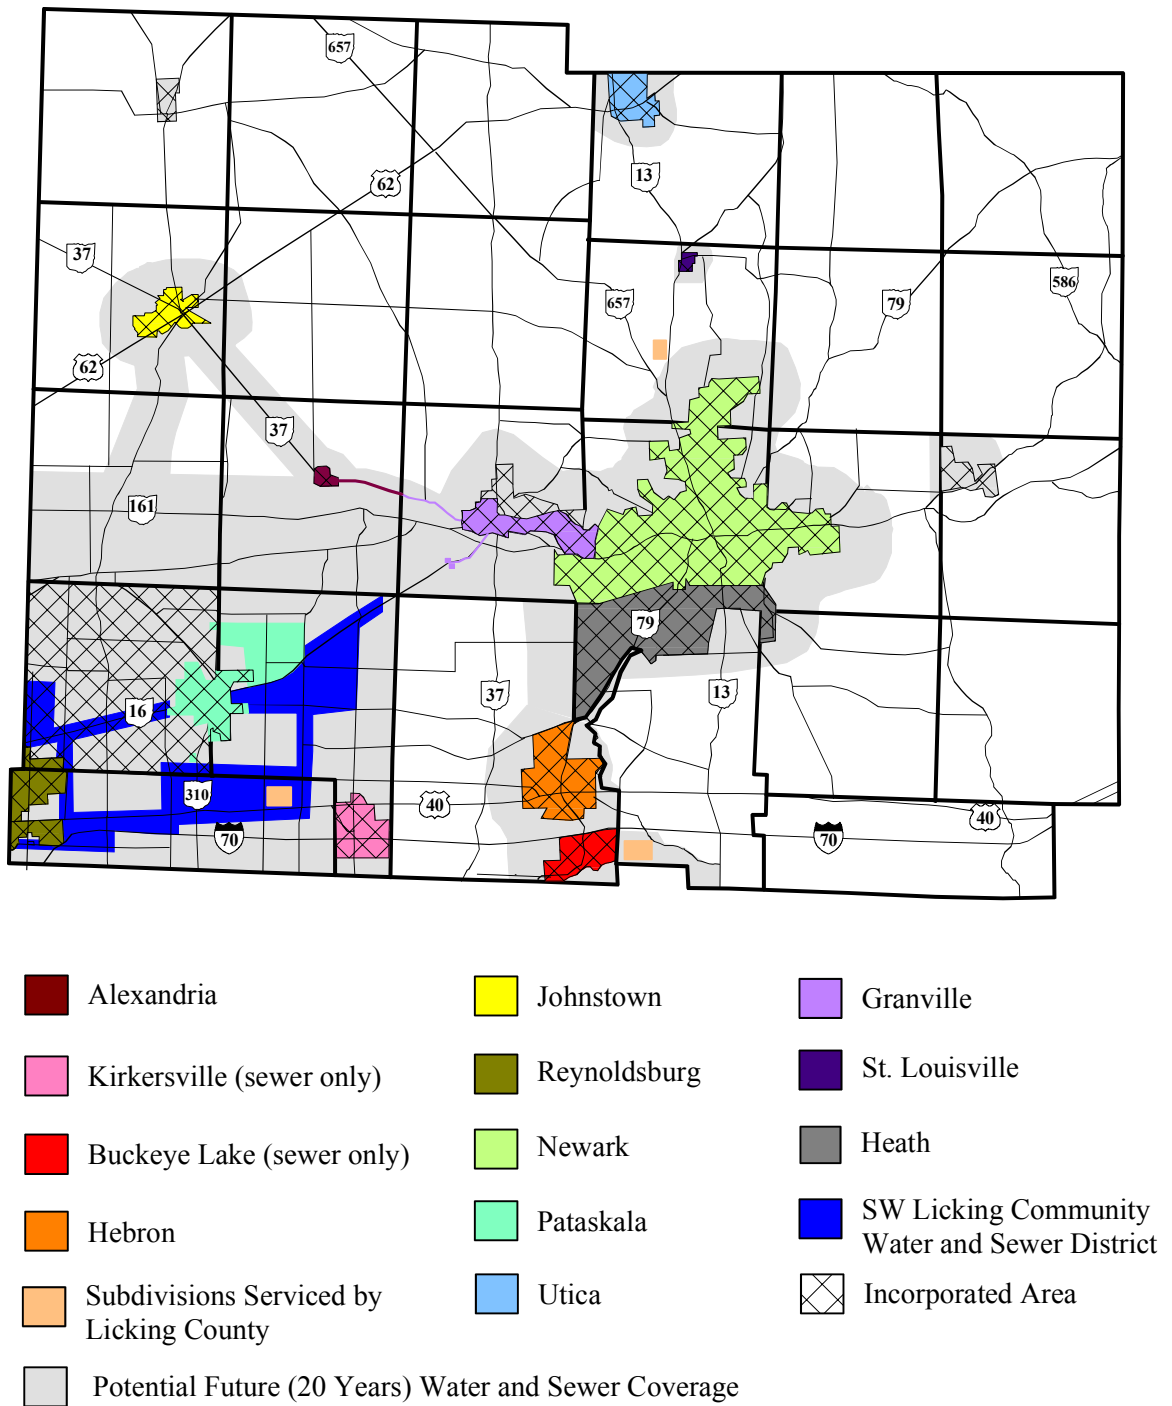 657
62
13
37
657
79
586
62
37
161
79
16
37
13
310
40
70
70
40
Alexandria
Johnstown
Granville
Kirkersville (sewer only)
Reynoldsburg
St. Louisville
Buckeye Lake (sewer only)
Newark
Heath
Hebron
Pataskala
SW Licking Community
Water and Sewer District
Subdivisions Serviced by
Licking County
Utica
Incorporated Area
Potential Future (20 Years) Water and Sewer Coverage